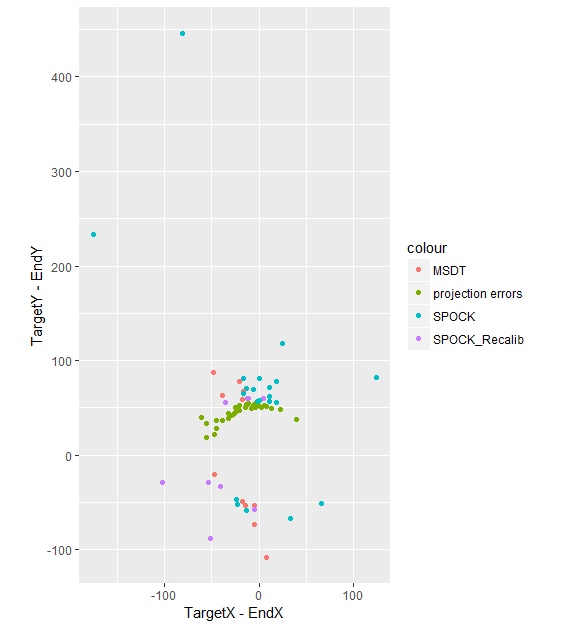 400
300
200
100
0
-100
TargetY - EndY
-100 0 100
TargetX - EndX
colour
MSDT
projection errors
SPOCK
SPOCK_Recalib